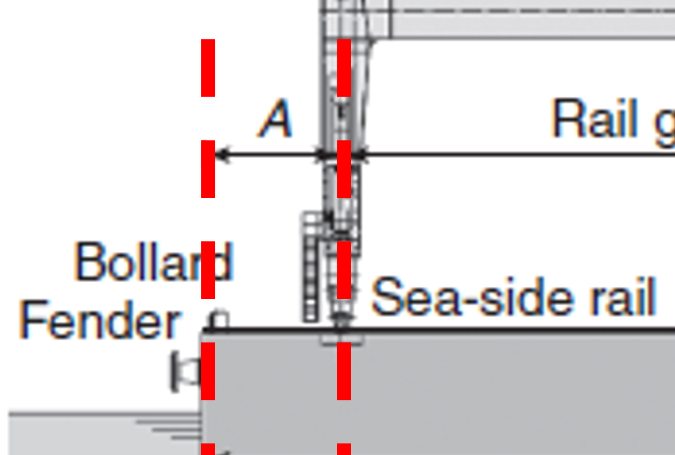 A
Rail g
Bollard
Fender
Sea-side rail